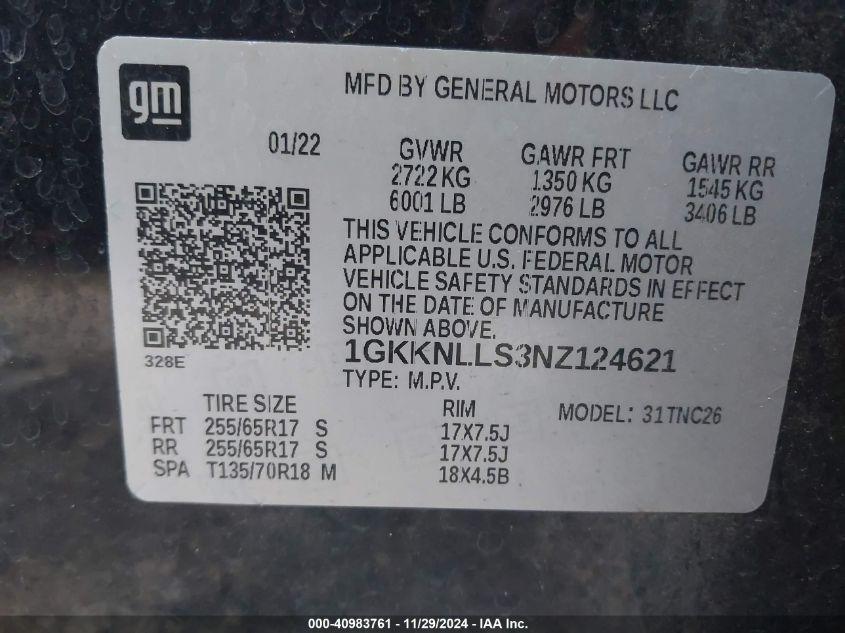 gm
MFD BY GENERAL MOTORS LLC
01/22
GVWR GAWR FRT GAWR RR
2722 KG 1350 KG 1545 KG
6001 LB 2976 LB 3406 LB
THIS VEHICLE CONFORMS TO ALL
APPLICABLE U.S. FEDERAL MOTOR
VEHICLE SAFETY STANDARDS IN EFFECT
ON THE DATE OF MANUFACTURE
SHOWN ABOVE.
328E
1GKKNLLS3NZ124621
TYPE: M.P.V.
TIRE SIZE RIM MODEL: 31TNC26
FRT 255/65R17 S 17X7.5J
RR 255/65R17 S 17X7.5J
SPA T135/70R18 M 18X4.5B
000-40983761 - 11/29/2024 - IAA Inc.